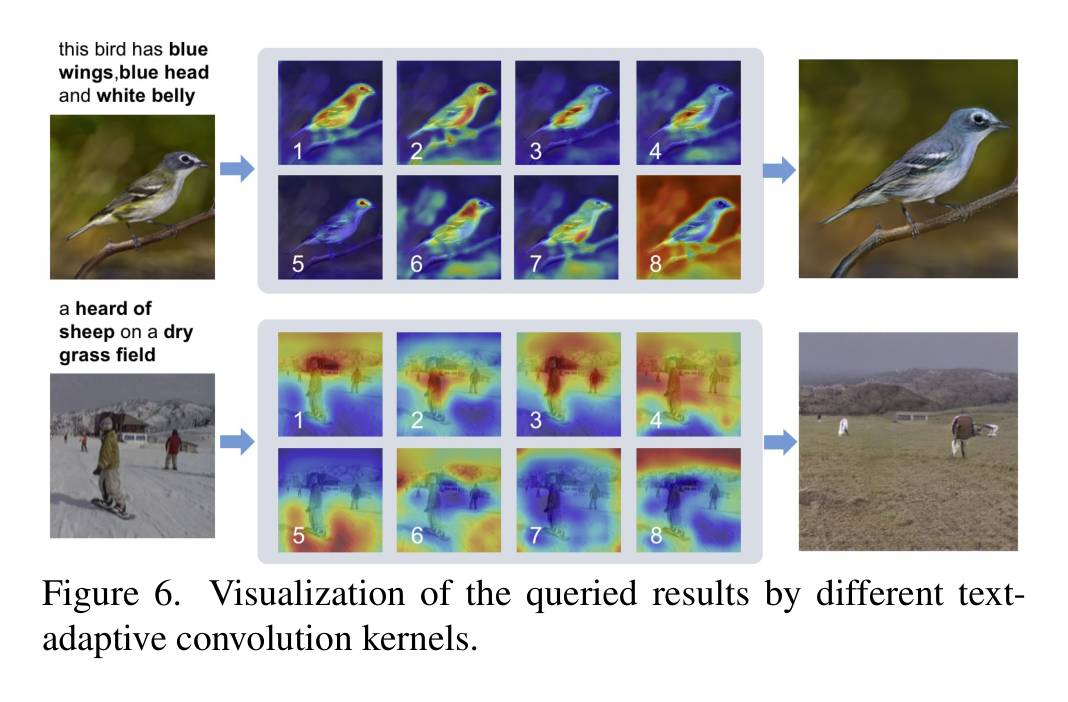 this bird has blue
wings,blue head
and white belly
1
2
3
4
5
6
7
8
a heard of
sheep on a dry
grass field
1
2
3
4
5
6
7
8
Figure 6. Visualization of the queried results by different text-
adaptive convolution kernels.